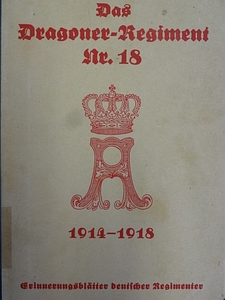 Das
Dragoner-Regiment
Nr. 18
A
1914–1918
Erinnerungsblätter deutscher Regimenter